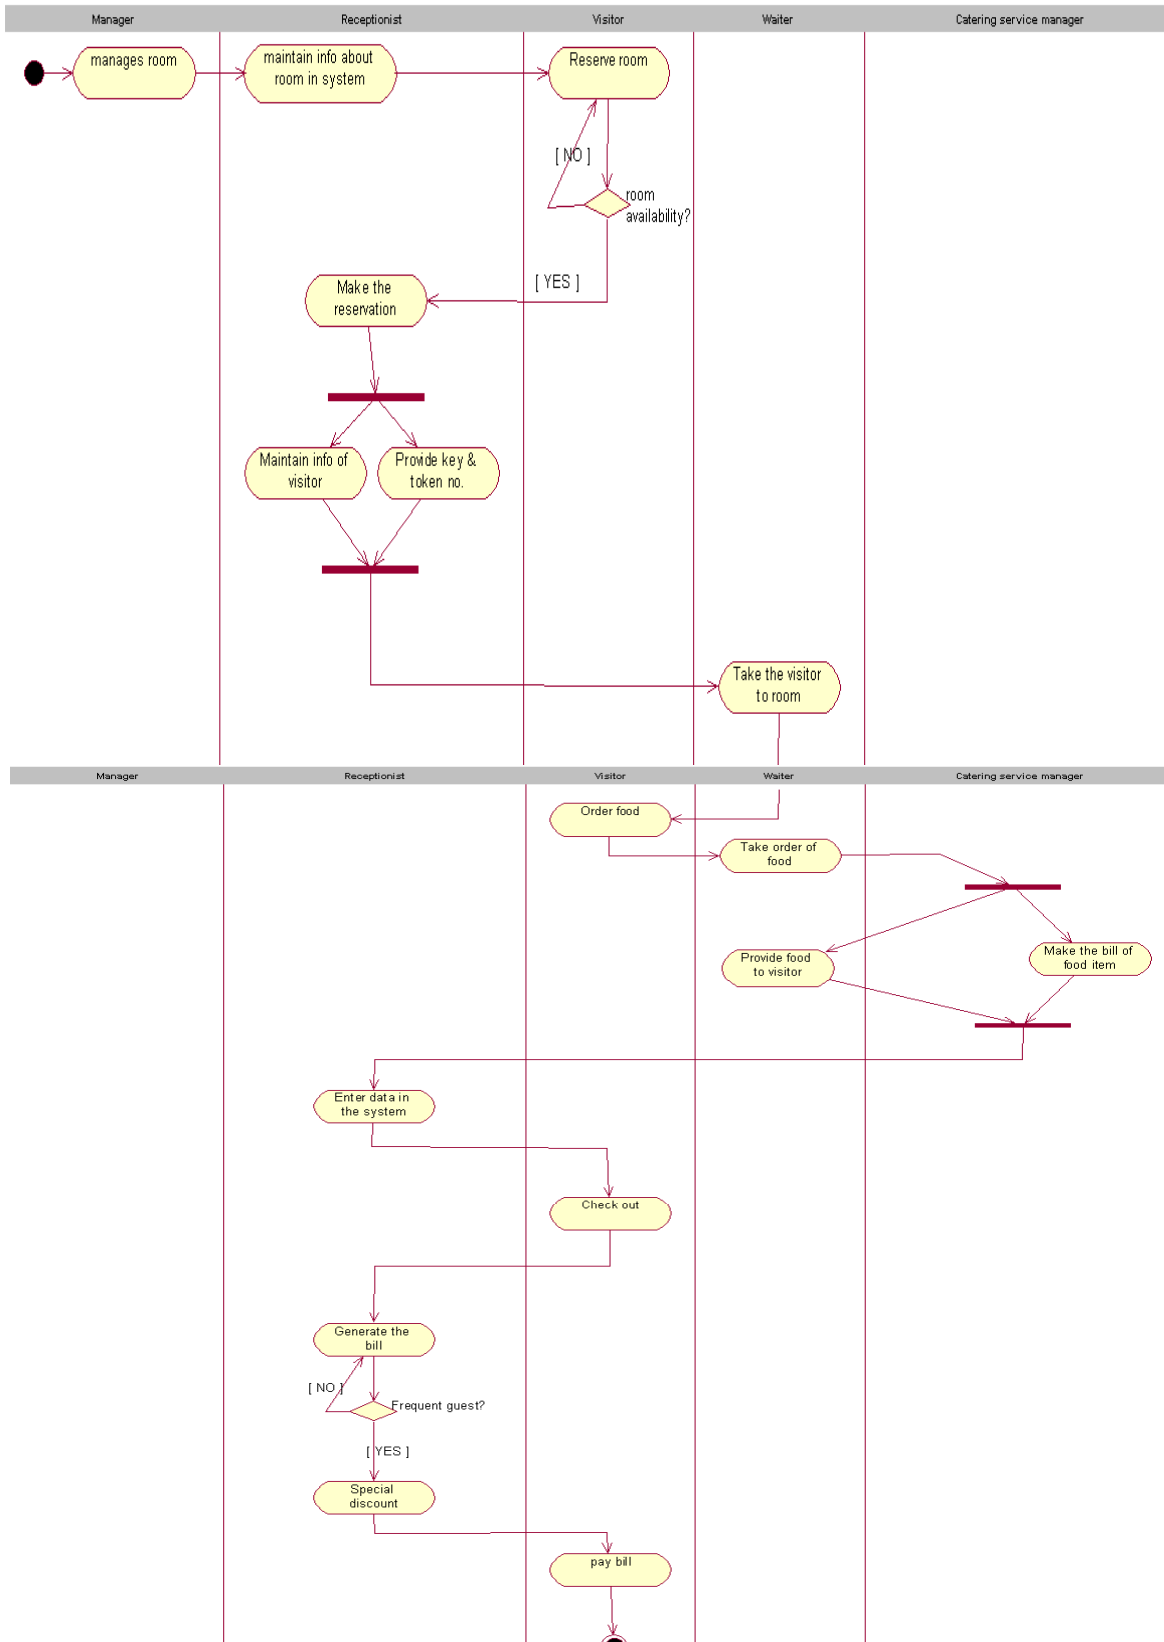 Manager
Receptionist
Visitor
Waiter
Catering service manager
manages room
maintain info about
room in system
Reserve room
[ NO ]
room
availability?
[ YES ]
Make the
reservation
Maintain info of
visitor
Provide key &
token no.
Take the visitor
to room
Manager
Receptionist
Visitor
Waiter
Catering service manager
Order food
Take order of
food
Provide food
to visitor
Make the bill of
food item
Enter data in
the system
Check out
Generate the
bill
[ NO ]
Frequent guest?
[ YES ]
Special
discount
pay bill